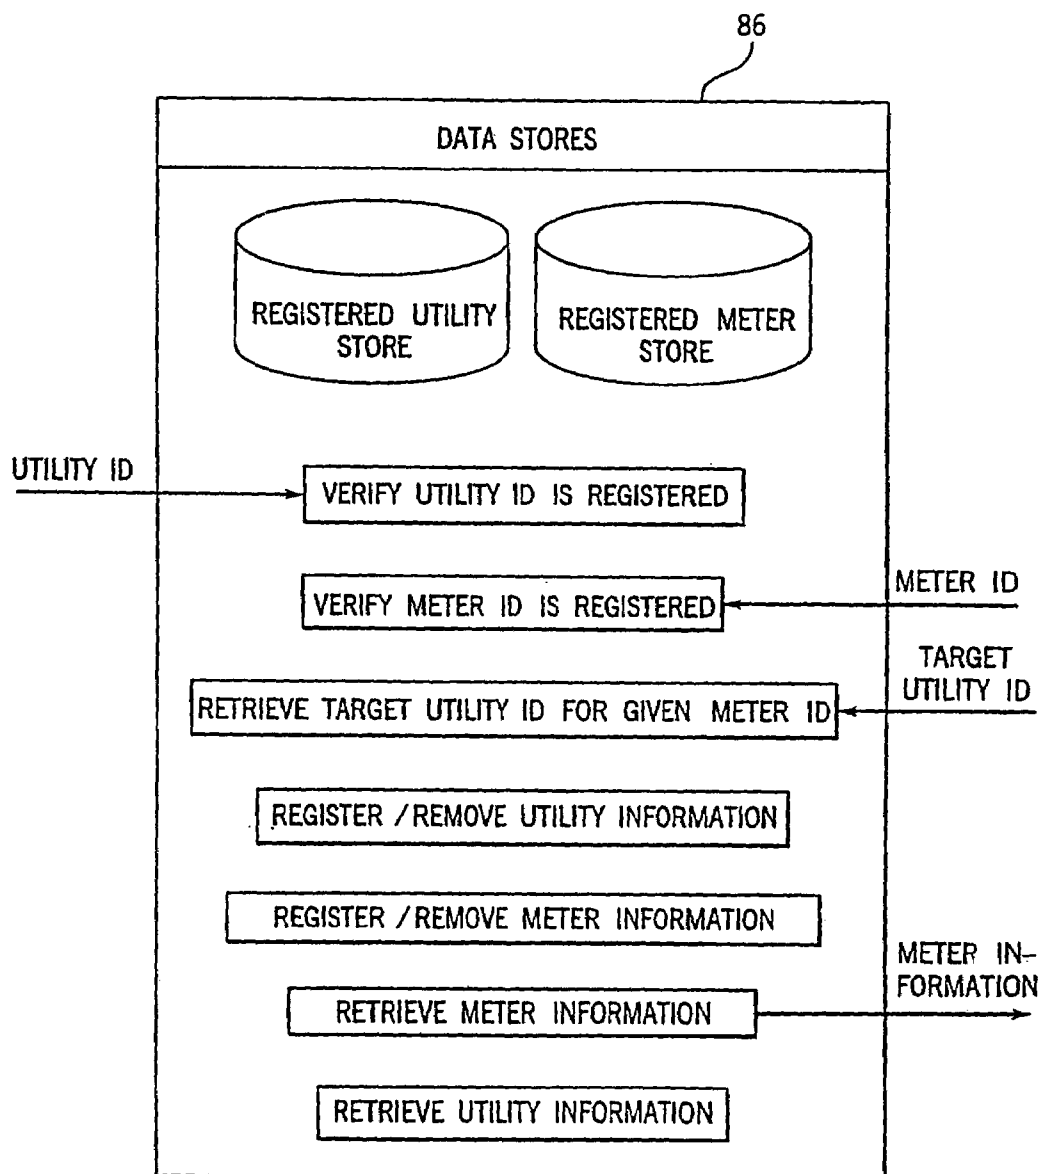 86
DATA STORES
REGISTERED UTILITY
STORE
REGISTERED METER
STORE
UTILITY ID
VERIFY UTILITY ID IS REGISTERED
METER ID
VERIFY METER ID IS REGISTERED
TARGET
UTILITY ID
RETRIEVE TARGET UTILITY ID FOR GIVEN METER ID
REGISTER /REMOVE UTILITY INFORMATION
REGISTER /REMOVE METER INFORMATION
METER IN-
FORMATION
RETRIEVE METER INFORMATION
RETRIEVE UTILITY INFORMATION